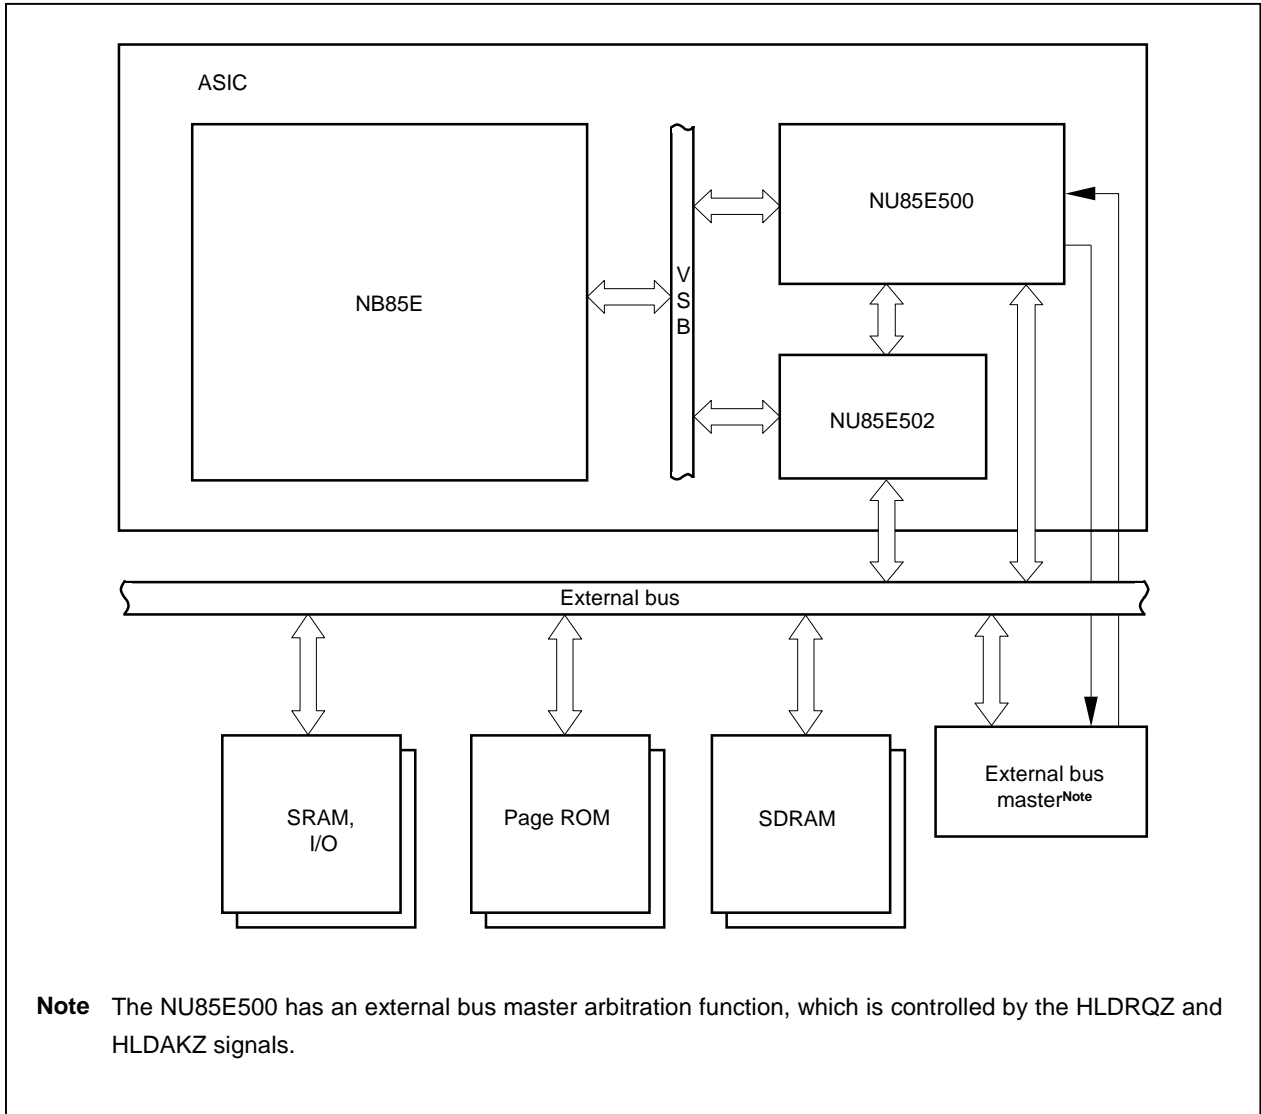 ASIC
NB85E
V
S
B
NU85E500
NU85E502
External bus
SRAM,
I/O
Page ROM
SDRAM
External bus
masterNote
Note The NU85E500 has an external bus master arbitration function, which is controlled by the HLDRQZ and
HLDAKZ signals.